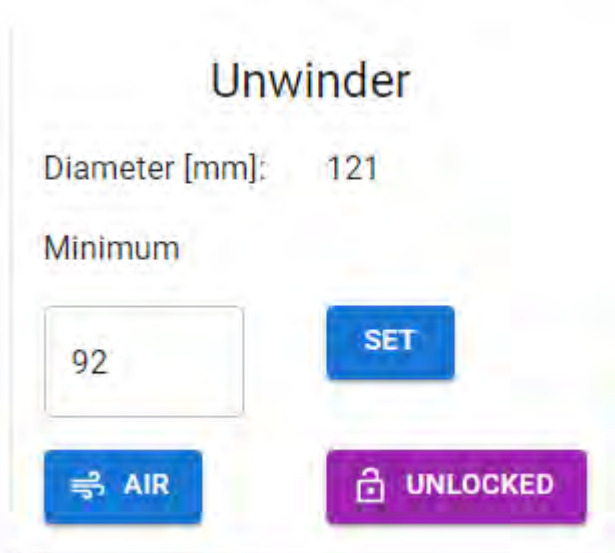 Unwinder
Diameter [mm]: 121
Minimum
92 SET
AIR UNLOCKED